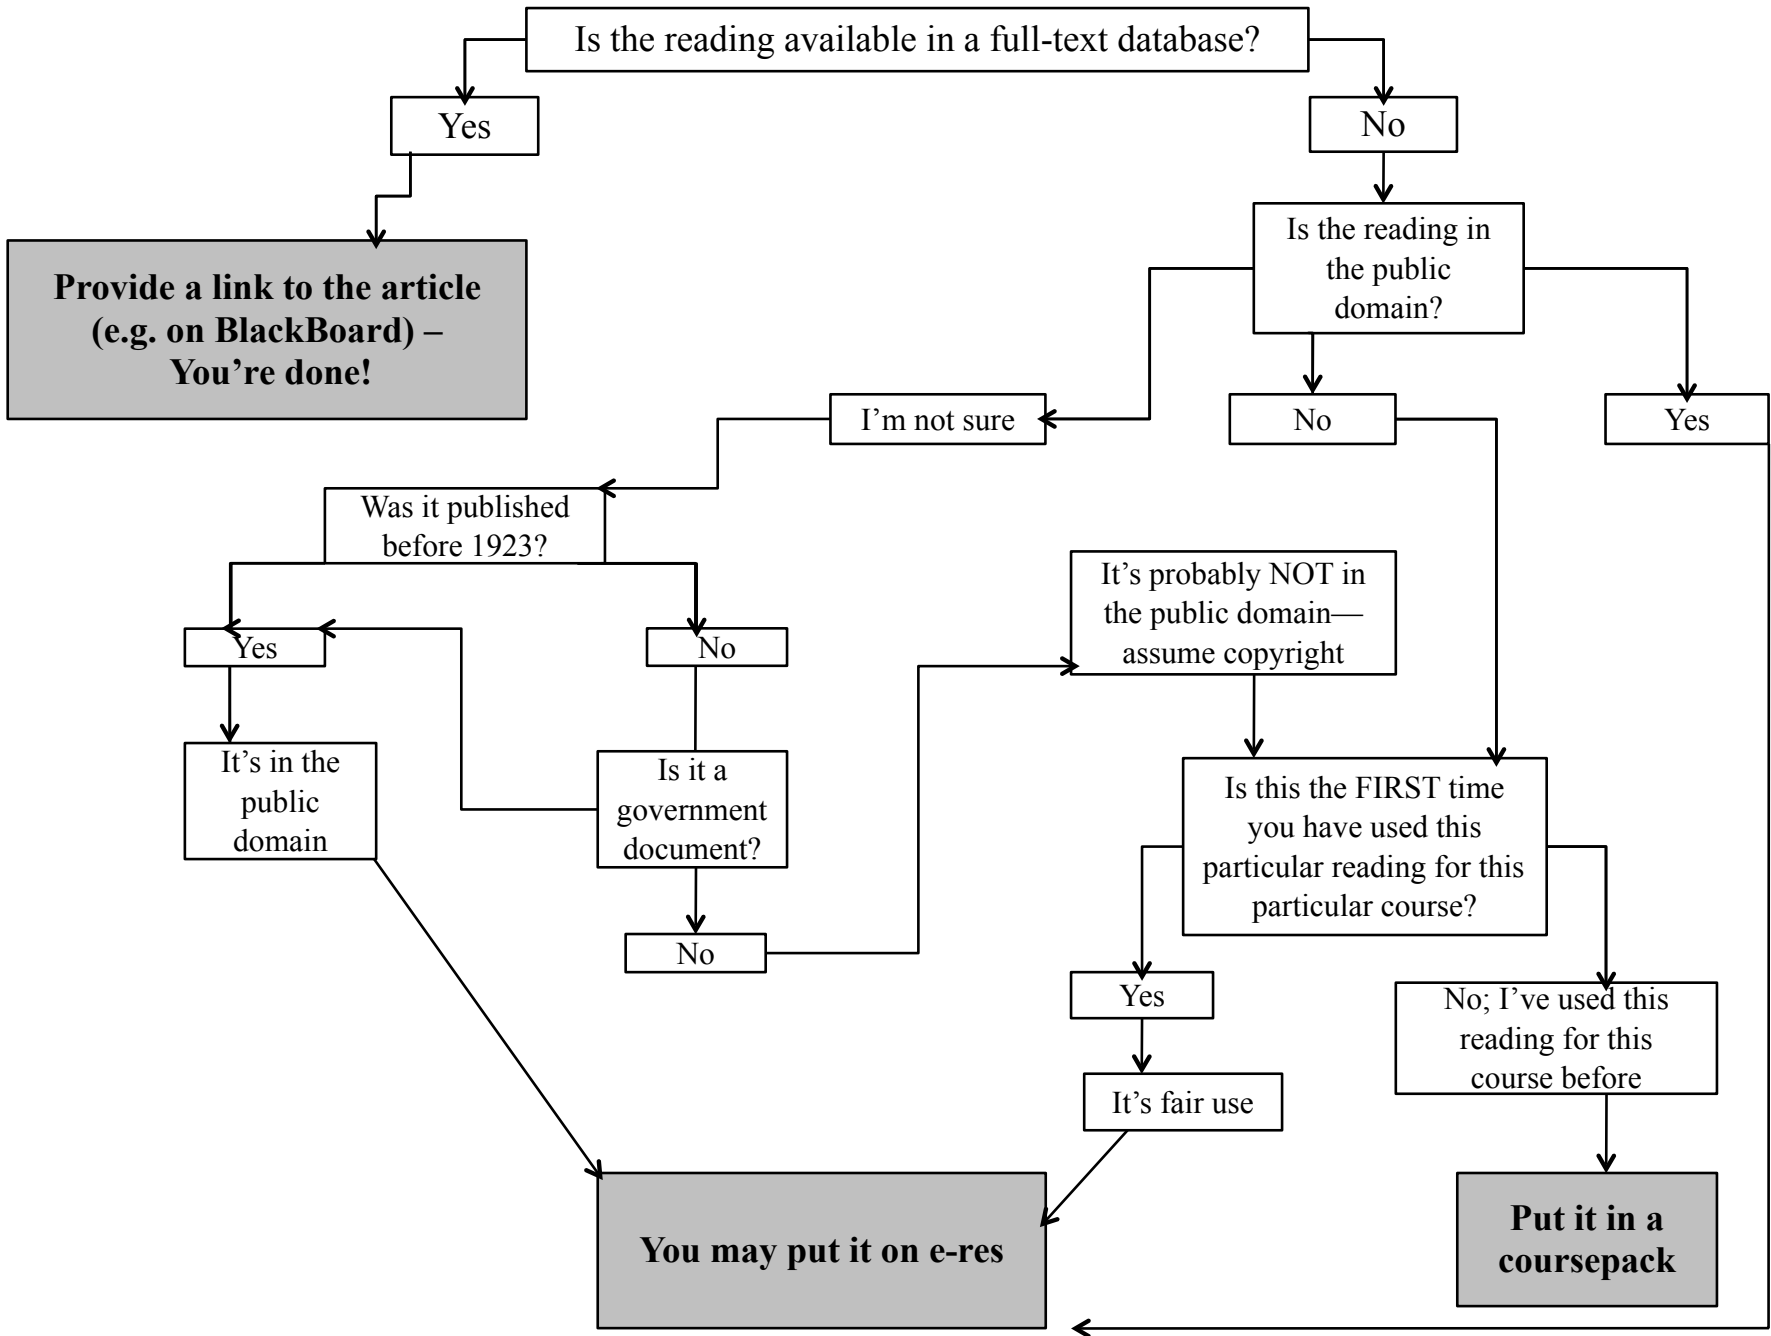 Is the reading available in a full-text database?
Yes
No
Is the reading in
the public
domain?
Provide a link to the article
(e.g. on BlackBoard) –
You’re done!
I’m not sure
No
Yes
Was it published
before 1923?
It’s probably NOT in
the public domain—
assume copyright
Yes
No
It’s in the
public
domain
Is it a
government
document?
Is this the FIRST time
you have used this
particular reading for this
particular course?
No
Yes
No; I’ve used this
reading for this
course before
It’s fair use
You may put it on e-res
Put it in a
coursepack